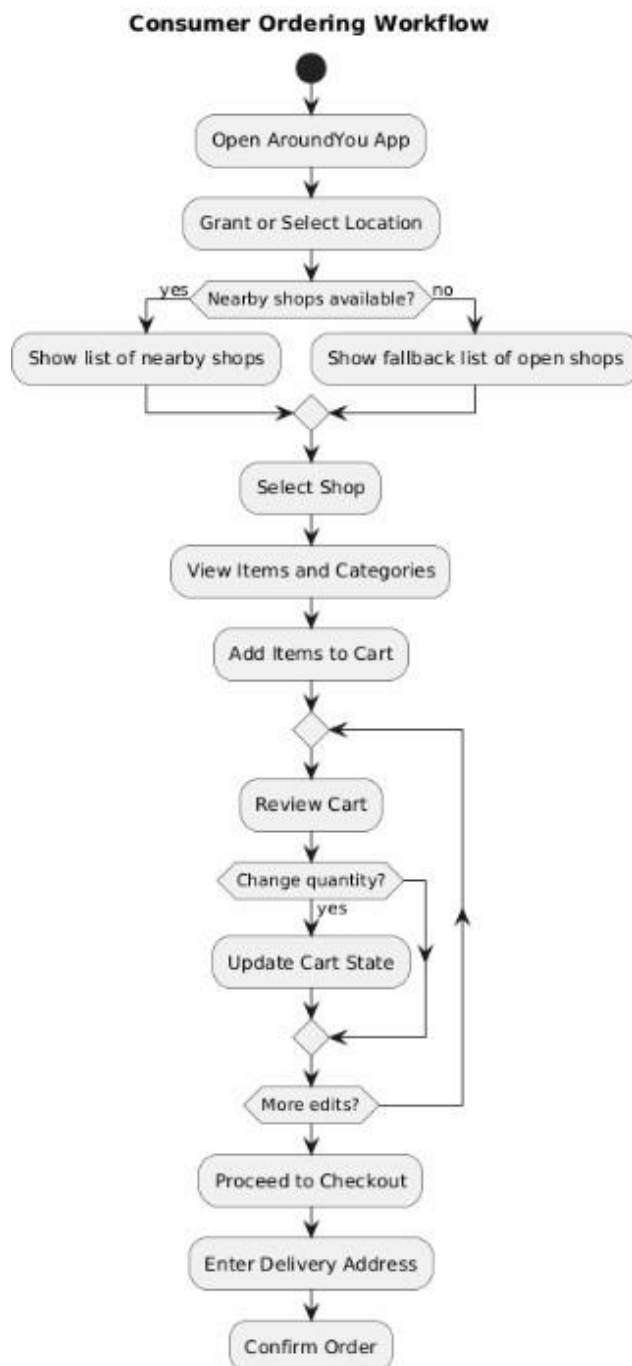 Consumer Ordering Workflow
Open AroundYou App
Grant or Select Location
yes
Nearby shops available?
no
Show list of nearby shops
Show fallback list of open shops
Select Shop
View Items and Categories
Add Items to Cart
Review Cart
Change quantity?
yes
Update Cart State
More edits?
Proceed to Checkout
Enter Delivery Address
Confirm Order